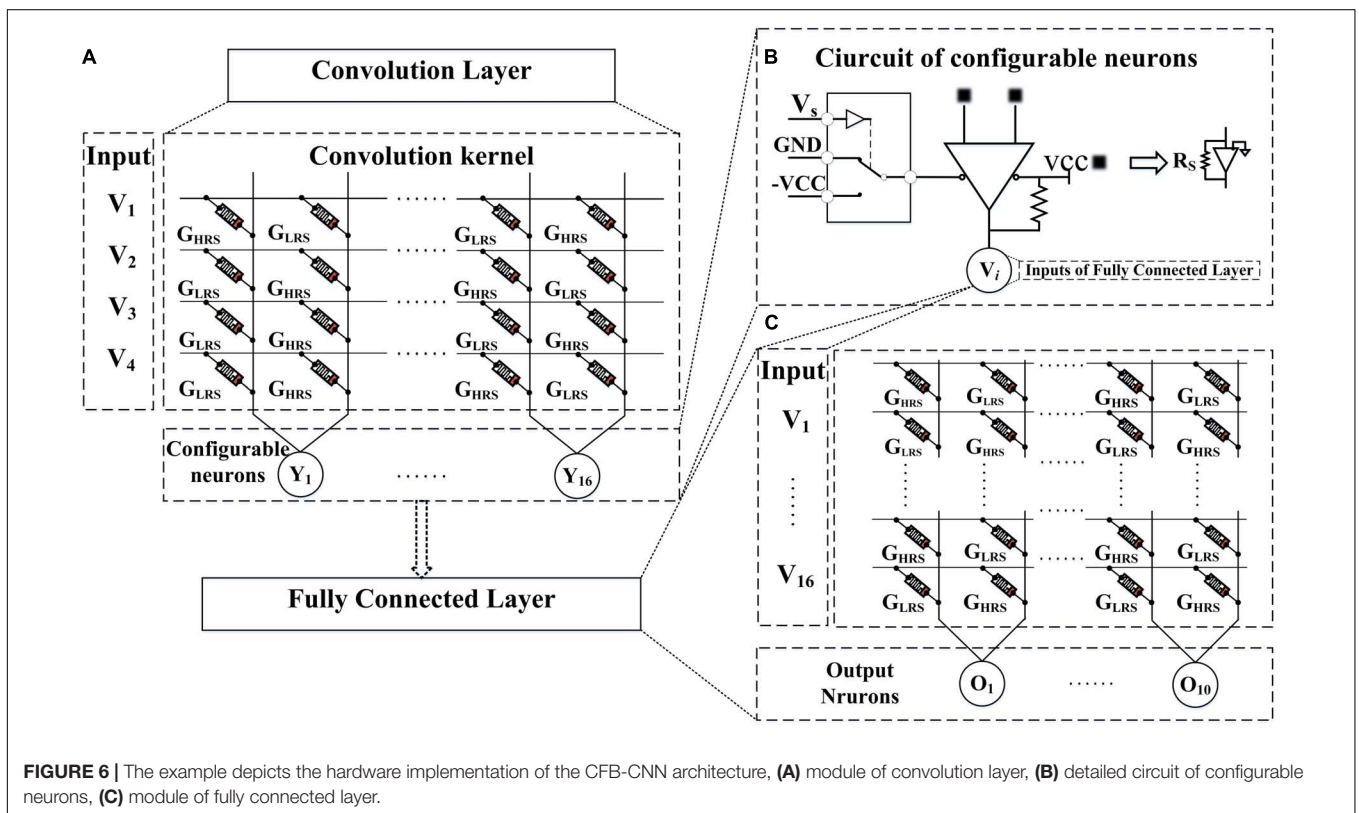 A
Convolution Layer
Input
Convolution kernel
V1
GHRS GLRS ...... GLRS GHRS
V2
GLRS GHRS ...... GHRS GLRS
V3
GLRS GHRS ...... GLRS GHRS
V4
GLRS GHRS ...... GHRS GLRS
Configurable
neurons
Y1 ...... Y16
Fully Connected Layer
B
Ciurcuit of configurable neurons
Vs
GND
-VCC
VCC
RS
Vi
Inputs of Fully Connected Layer
C
Input
V1
V16
GHRS GLRS ...... GHRS GLRS
GLRS GHRS ...... GLRS GHRS
GHRS GLRS ...... GHRS GLRS
GLRS GHRS ...... GLRS GHRS
Output
Nrurons
O1 ...... O10
FIGURE 6 | The example depicts the hardware implementation of the CFB-CNN architecture, (A) module of convolution layer, (B) detailed circuit of configurable
neurons, (C) module of fully connected layer.